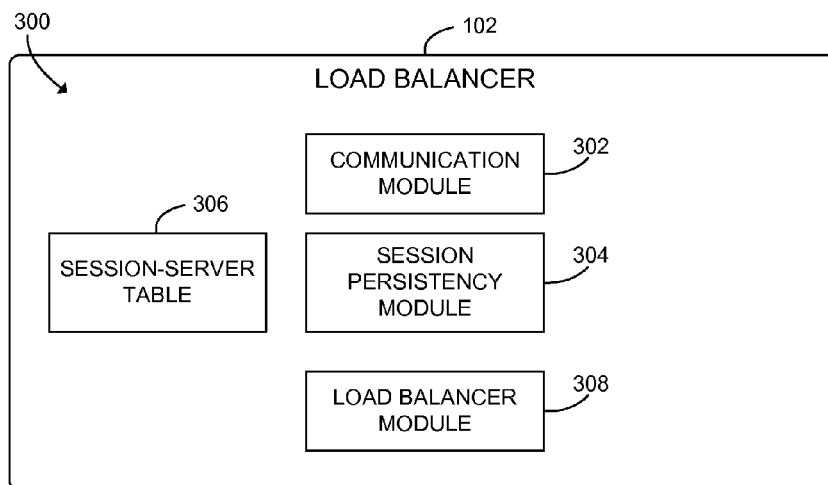 300
102
LOAD BALANCER
COMMUNICATION
MODULE
302
306
SESSION-SERVER
TABLE
SESSION
PERSISTENCY
MODULE
304
LOAD BALANCER
MODULE
308